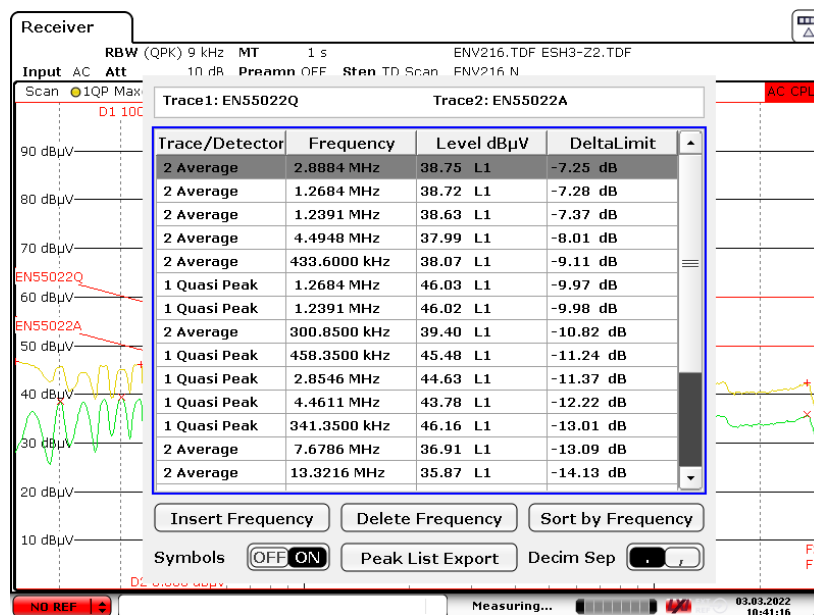 Receiver
RBW (QPK) 9 kHz MT 1 s ENV216.TDF ESH3-Z2.TDF
Input AC Att 10 dB Preamp OFF Step TD Scan ENV216 N
Scan 1QP Max AC CPL
D1 100
Trace1: EN55022Q Trace2: EN55022A
Trace/Detector Frequency Level dBµV DeltaLimit
2 Average 2.8884 MHz 38.75 L1 -7.25 dB
2 Average 1.2684 MHz 38.72 L1 -7.28 dB
2 Average 1.2391 MHz 38.63 L1 -7.37 dB
2 Average 4.4948 MHz 37.99 L1 -8.01 dB
2 Average 433.6000 kHz 38.07 L1 -9.11 dB
1 Quasi Peak 1.2684 MHz 46.03 L1 -9.97 dB
1 Quasi Peak 1.2391 MHz 46.02 L1 -9.98 dB
2 Average 300.8500 kHz 39.40 L1 -10.82 dB
1 Quasi Peak 458.3500 kHz 45.48 L1 -11.24 dB
1 Quasi Peak 2.8546 MHz 44.63 L1 -11.37 dB
1 Quasi Peak 4.4611 MHz 43.78 L1 -12.22 dB
1 Quasi Peak 341.3500 kHz 46.16 L1 -13.01 dB
2 Average 7.6786 MHz 36.91 L1 -13.09 dB
2 Average 13.3216 MHz 35.87 L1 -14.13 dB
90 dBµV
80 dBµV
70 dBµV
EN55022Q
60 dBµV
EN55022A
50 dBµV
40 dBµV
30 dBµV
20 dBµV
10 dBµV
Insert Frequency Delete Frequency Sort by Frequency
Symbols OFF ON Peak List Export Decim Sep . ,
F
F
NO REF Measuring... 03.03.2022
10:41:16